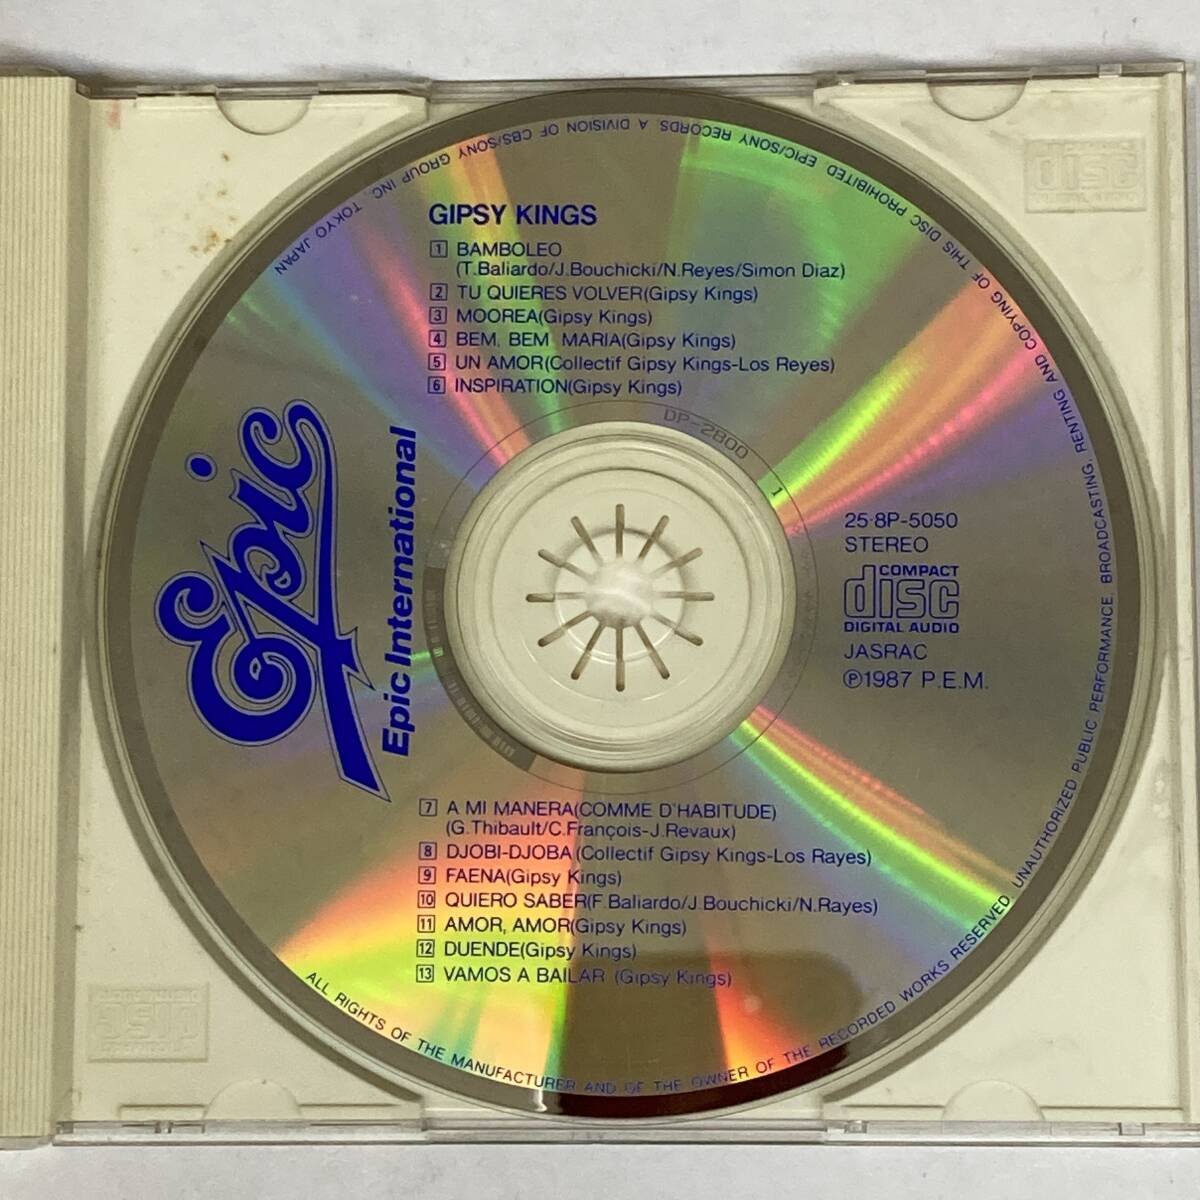 GIPSY KINGS
1 BAMBOLEO
(T.Baliardo/J.Bouchicki/N.Reyes/Simon Diaz)
2 TU QUIERES VOLVER(Gipsy Kings)
3 MOOREA(Gipsy Kings)
4 BEM, BEM, MARIA(Gipsy Kings)
5 UN AMOR(Collectif Gipsy Kings-Los Reyes)
6 INSPIRATION(Gipsy Kings)
DP-2800
1
Epic
Epic International
25·8P-5050
STEREO
COMPACT
disc
DIGITAL AUDIO
JASRAC
Ⓟ1987 P.E.M.
7 A MI MANERA(COMME D'HABITUDE)
(G.Thibault/C.François-J.Revaux)
8 DJOBI-DJOBA (Collectif Gipsy Kings-Los Rayes)
9 FAENA(Gipsy Kings)
10 QUIERO SABER(F.Baliardo/J.Bouchicki/N.Rayes)
11 AMOR, AMOR(Gipsy Kings)
12 DUENDE(Gipsy Kings)
13 VAMOS A BAILAR (Gipsy Kings)
ALL RIGHTS OF THE MANUFACTURER AND OF THE OWNER OF THE RECORDED WORKS RESERVED. UNAUTHORIZED PUBLIC PERFORMANCE, BROADCASTING, RENTING AND COPYING OF THIS DISC PROHIBITED. EPIC/SONY RECORDS, A DIVISION OF CBS/SONY GROUP INC. TOKYO JAPAN
disc
disc